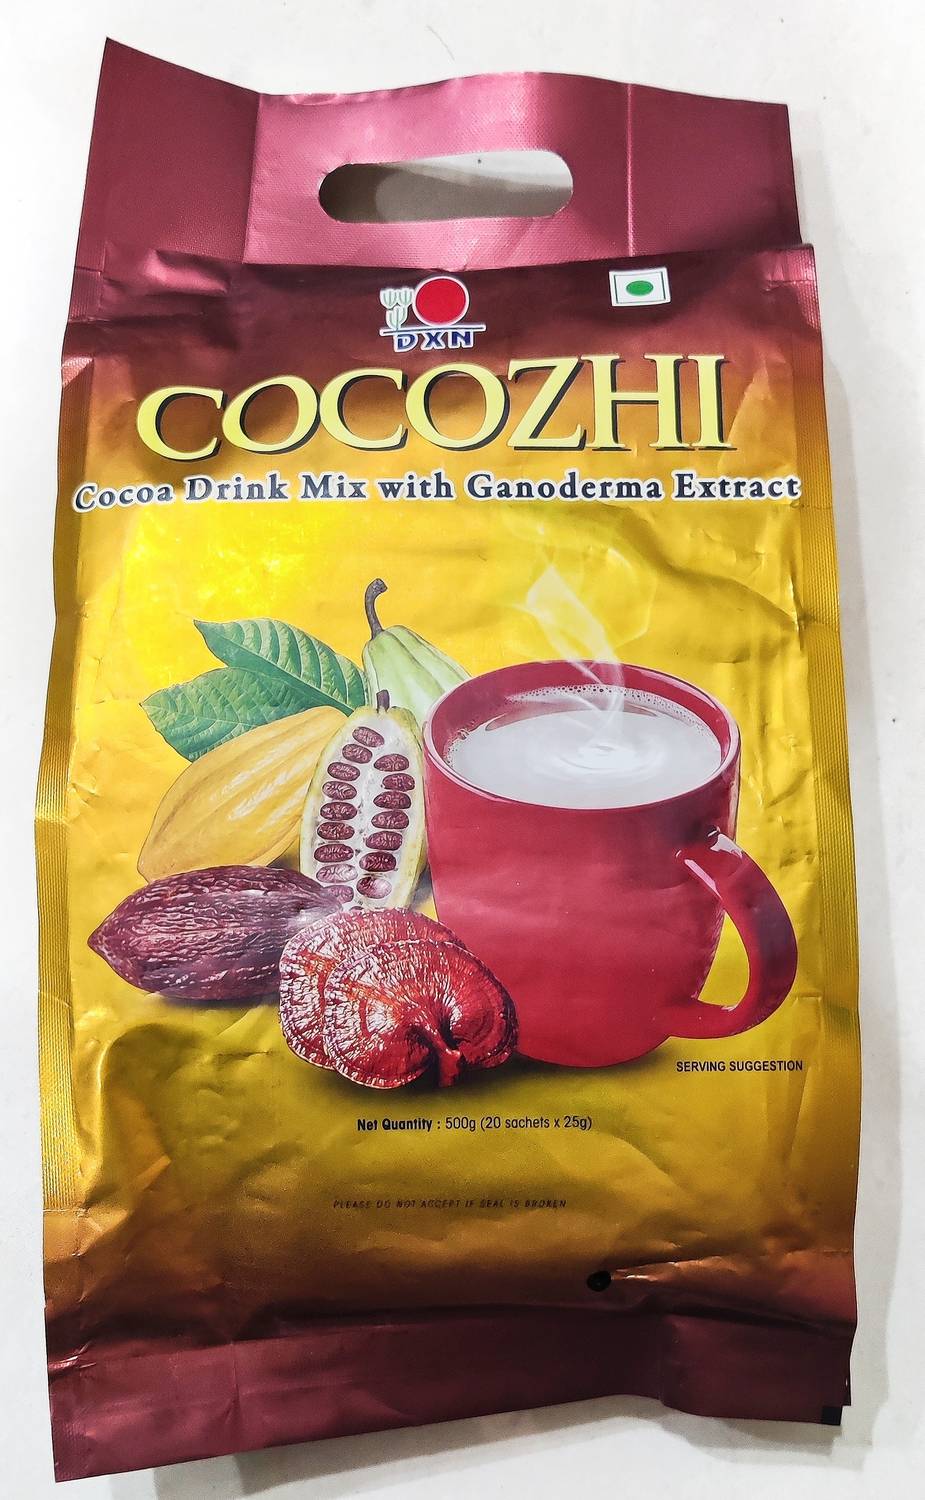 DXN
COCOZHI
Cocoa Drink Mix with Ganoderma Extract
SERVING SUGGESTION
Net Quantity : 500g (20 sachets x 25g)
PLEASE DO NOT ACCEPT IF SEAL IS BROKEN